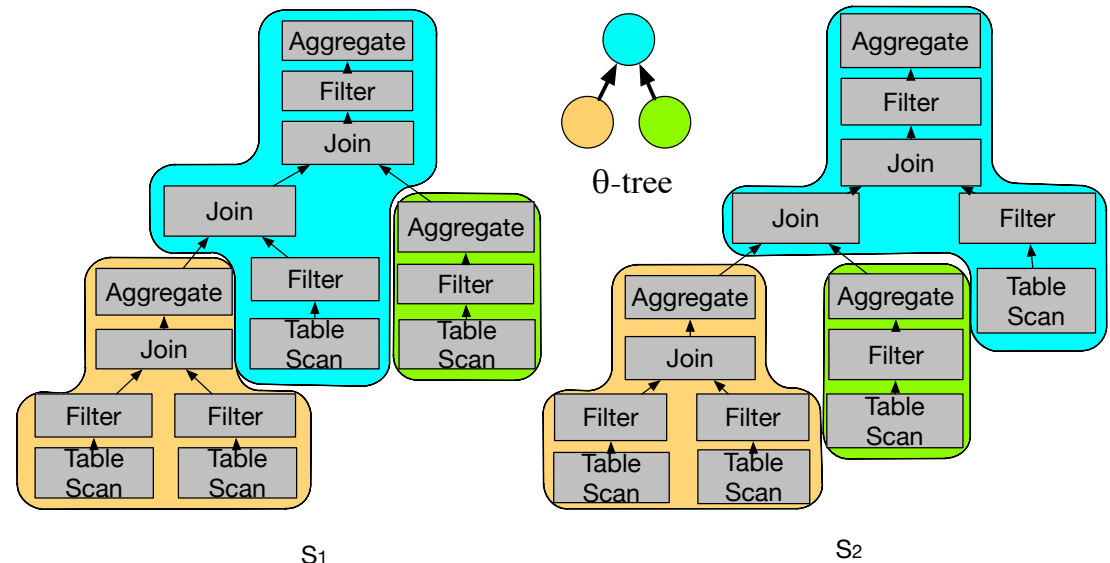 Aggregate
Filter
Join
Join
Filter
Table
Scan
Aggregate
Filter
Table
Scan
Aggregate
Join
Filter
Filter
Table
Scan
Table
Scan
S1
θ-tree
Aggregate
Filter
Join
Join
Filter
Table
Scan
Aggregate
Join
Filter
Filter
Table
Scan
Table
Scan
Aggregate
Filter
Table
Scan
S2